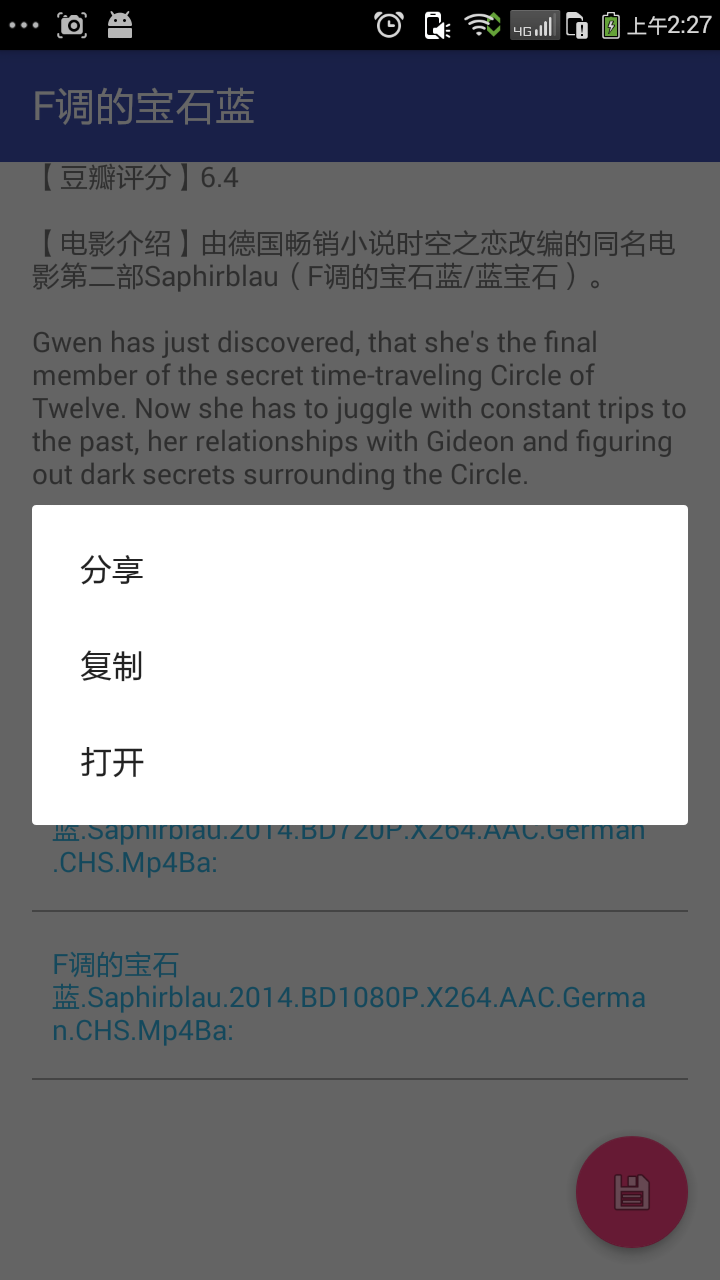 4G
上午2:27
F调的宝石蓝
【 豆瓣评分 】6.4
【 电影介绍 】由德国畅销小说时空之恋改编的同名电
影第二部Saphirblau（ F调的宝石蓝/蓝宝石 ）。
Gwen has just discovered, that she's the final
member of the secret time-traveling Circle of
Twelve. Now she has to juggle with constant trips to
the past, her relationships with Gideon and figuring
out dark secrets surrounding the Circle.
分享
复制
打开
蓝.Saphirblau.2014.BD720P.X264.AAC.German
.CHS.Mp4Ba:
F调的宝石
蓝.Saphirblau.2014.BD1080P.X264.AAC.Germa
n.CHS.Mp4Ba: